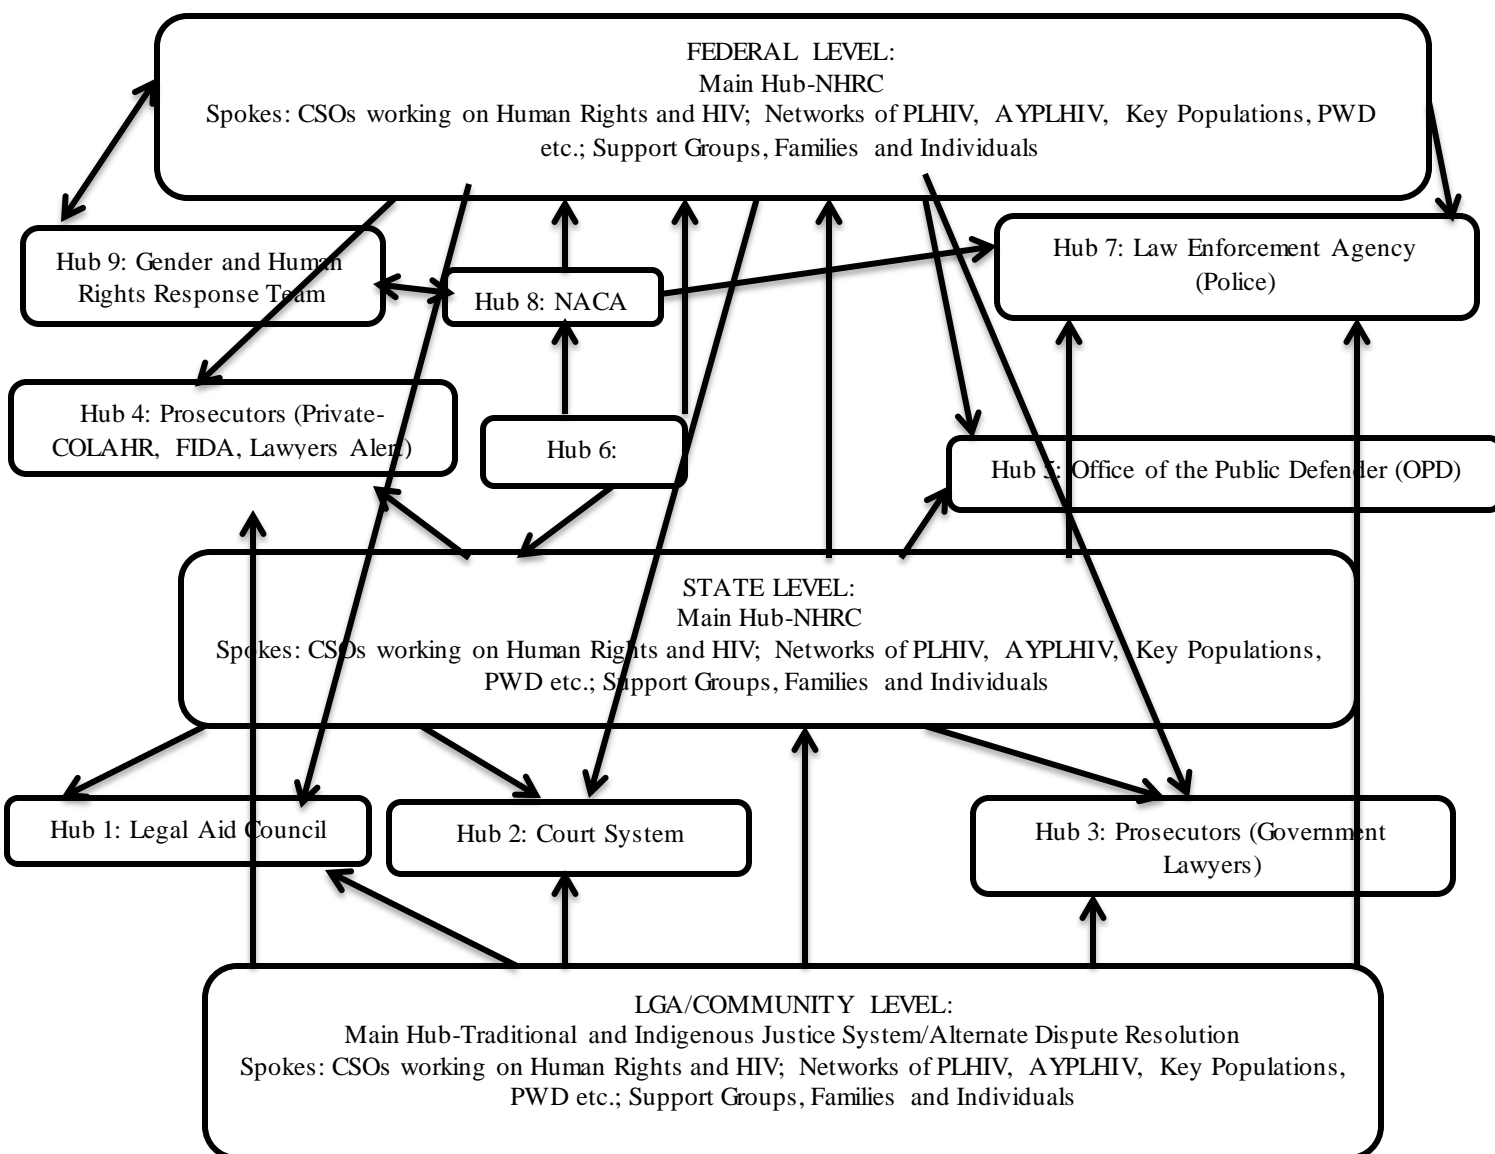 FEDERAL LEVEL:
Main Hub-NHRC
Spokes: CSOs working on Human Rights and HIV; Networks of PLHIV, AYPLHIV, Key Populations, PWD
etc.; Support Groups, Families and Individuals
Hub 9: Gender and Human
Rights Response Team
Hub 8: NACA
Hub 7: Law Enforcement Agency
(Police)
Hub 4: Prosecutors (Private-
COLAHR, FIDA, Lawyers Alert)
Hub 6:
Hub 5: Office of the Public Defender (OPD)
STATE LEVEL:
Main Hub-NHRC
Spokes: CSOs working on Human Rights and HIV; Networks of PLHIV, AYPLHIV, Key Populations,
PWD etc.; Support Groups, Families and Individuals
Hub 1: Legal Aid Council
Hub 2: Court System
Hub 3: Prosecutors (Government
Lawyers)
LGA/COMMUNITY LEVEL:
Main Hub-Traditional and Indigenous Justice System/Alternate Dispute Resolution
Spokes: CSOs working on Human Rights and HIV; Networks of PLHIV, AYPLHIV, Key Populations,
PWD etc.; Support Groups, Families and Individuals